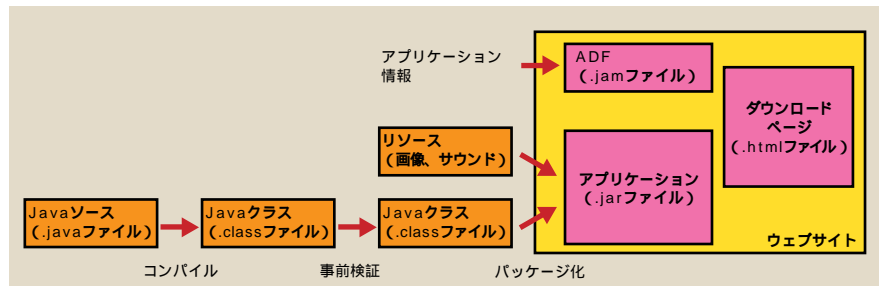 アプリケーション
情報
ADF
(.jamファイル)
ダウンロード
ページ
(.htmlファイル)
リソース
(画像、サウンド)
アプリケーション
(.jarファイル)
Javaソース
(.javaファイル)
Javaクラス
(.classファイル)
Javaクラス
(.classファイル)
ウェブサイト
コンパイル
事前検証
パッケージ化